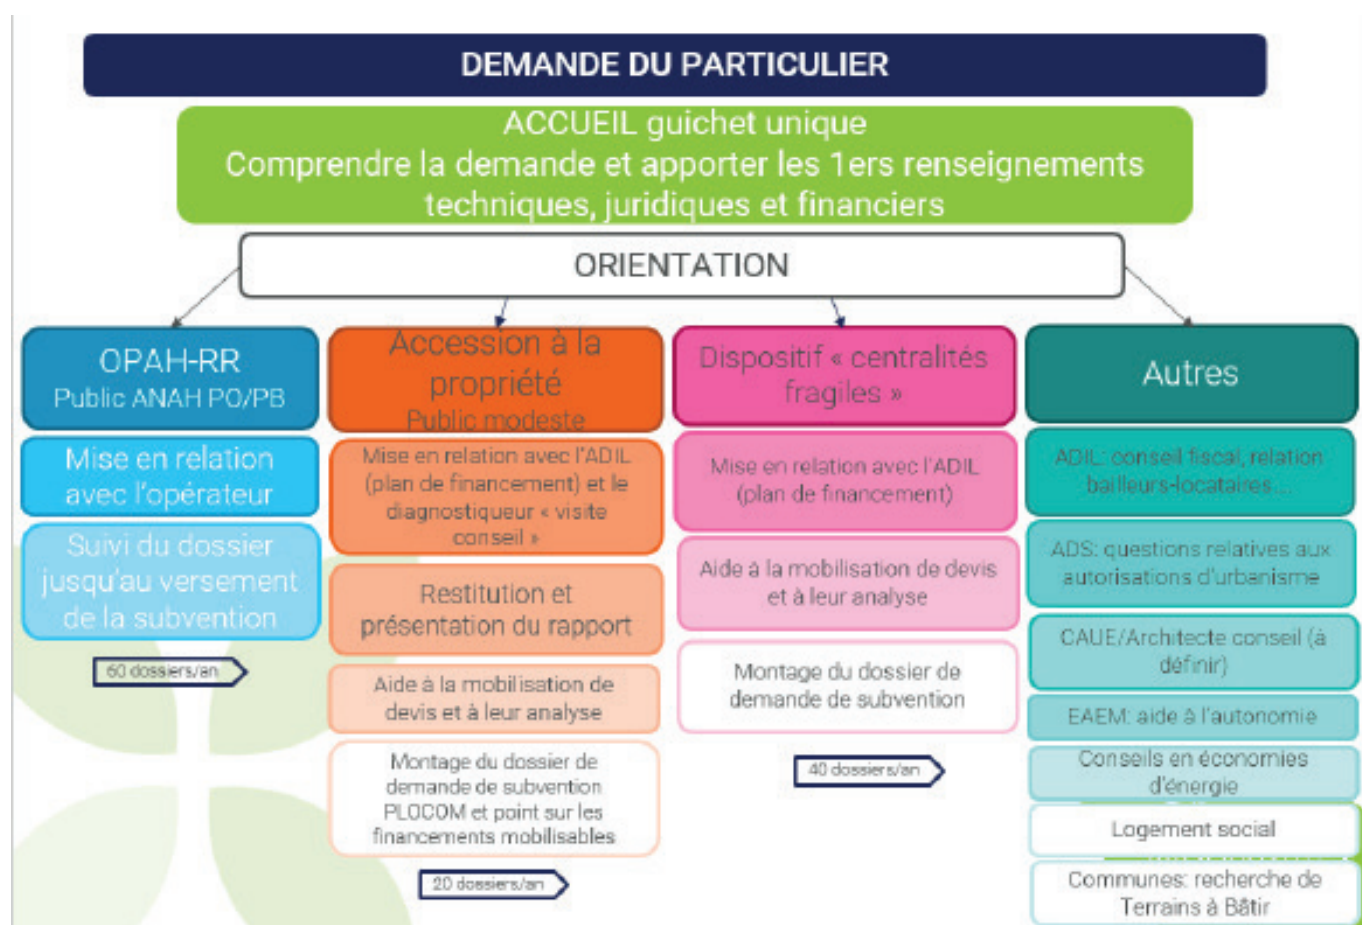 DEMANDE DU PARTICULIER
ACCUEIL guichet unique
Comprendre la demande et apporter les 1ers renseignements
techniques, juridiques et financiers
ORIENTATION
OPAH-RR
Public ANAH PO/PB
Mise en relation
avec l'opérateur
Suivi du dossier
jusqu'au versement
de la subvention
60 dossiers/an
Accession à la
propriété
Public modeste
Mise en relation avec l'ADIL
(plan de financement) et le
diagnostiqueur « visite
conseil »
Restitution et
présentation du rapport
Aide à la mobilisation de
devis et à leur analyse
Montage du dossier de
demande de subvention
PLOCOM et point sur les
financements mobilisables
20 dossiers/an
Dispositif « centralités
fragiles »
Mise en relation avec l'ADIL
(plan de financement)
Aide à la mobilisation de devis
et à leur analyse
Montage du dossier de
demande de subvention
40 dossiers/an
Autres
ADIL: conseil fiscal, relation
bailleurs-locataires...
ADS: questions relatives aux
autorisations d'urbanisme
CAUE/Architecte conseil (à
définir)
EAEM: aide à l'autonomie
Conseils en économies
d'énergie
Logement social
Communes: recherche de
Terrains à Bâtir